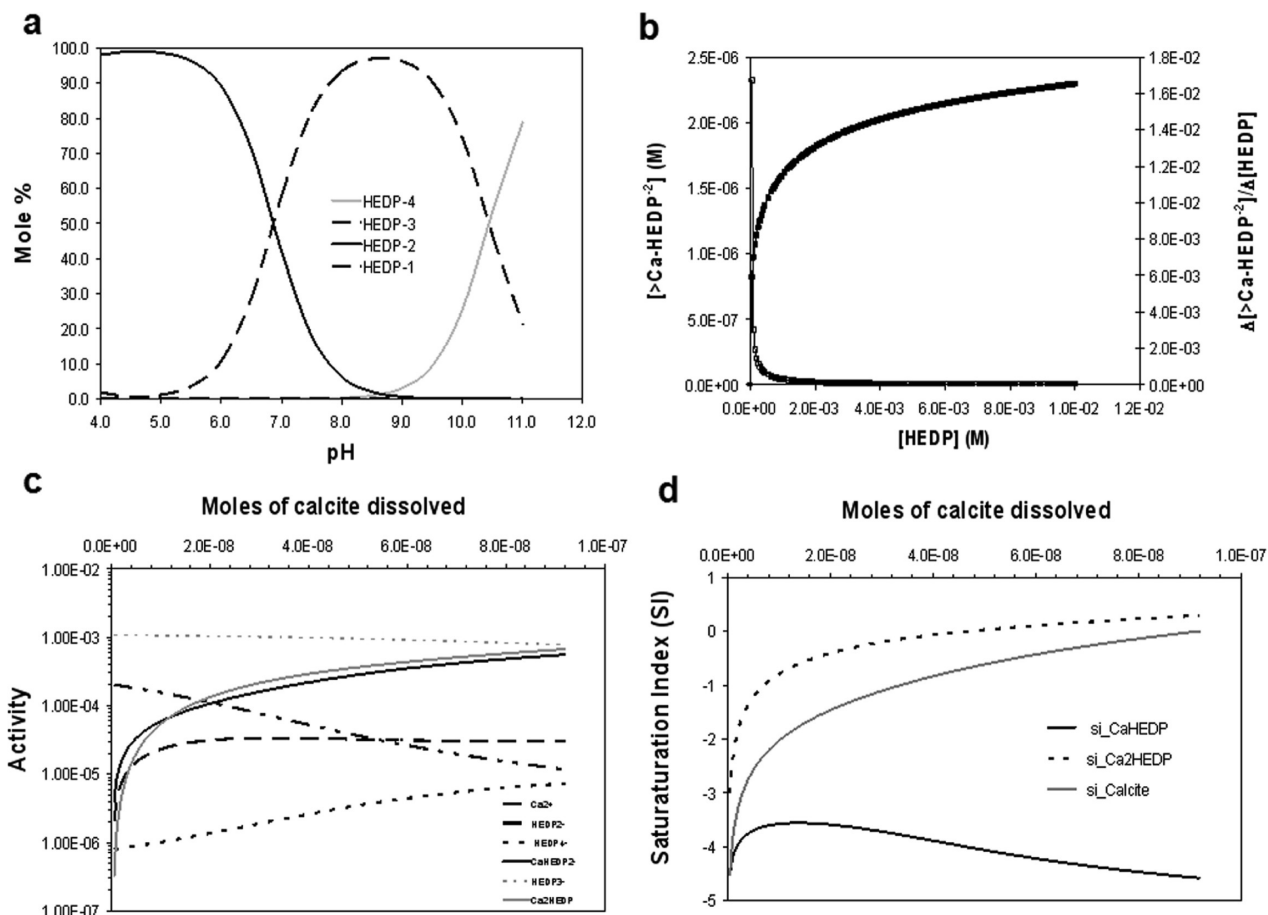 a
100.0
90.0
80.0
70.0
60.0
50.0
40.0
30.0
20.0
10.0
0.0
Mole %
HEDP-4
HEDP-3
HEDP-2
HEDP-1
4.0 5.0 6.0 7.0 8.0 9.0 10.0 11.0 12.0
pH
b
2.5E-06
2.0E-06
1.5E-06
1.0E-06
5.0E-07
0.0E+00
[>Ca-HEDP-2] (M)
1.8E-02
1.6E-02
1.4E-02
1.2E-02
1.0E-02
8.0E-03
6.0E-03
4.0E-03
2.0E-03
0.0E+00
Δ[>Ca-HEDP-2]/Δ[HEDP]
0.0E+00 2.0E-03 4.0E-03 6.0E-03 8.0E-03 1.0E-02 1.2E-02
[HEDP] (M)
c
Moles of calcite dissolved
0.0E+00 2.0E-08 4.0E-08 6.0E-08 8.0E-08 1.0E-07
1.00E-02
1.00E-03
1.00E-04
1.00E-05
1.00E-06
1.00E-07
Activity
Ca2+
HEDP2-
HEDP4-
CaHEDP2-
HEDP3-
Ca2HEDP
d
Moles of calcite dissolved
0.0E+00 2.0E-08 4.0E-08 6.0E-08 8.0E-08 1.0E-07
1
0
-1
-2
-3
-4
-5
Saturaturation Index (SI)
si_CaHEDP
si_Ca2HEDP
si_Calcite